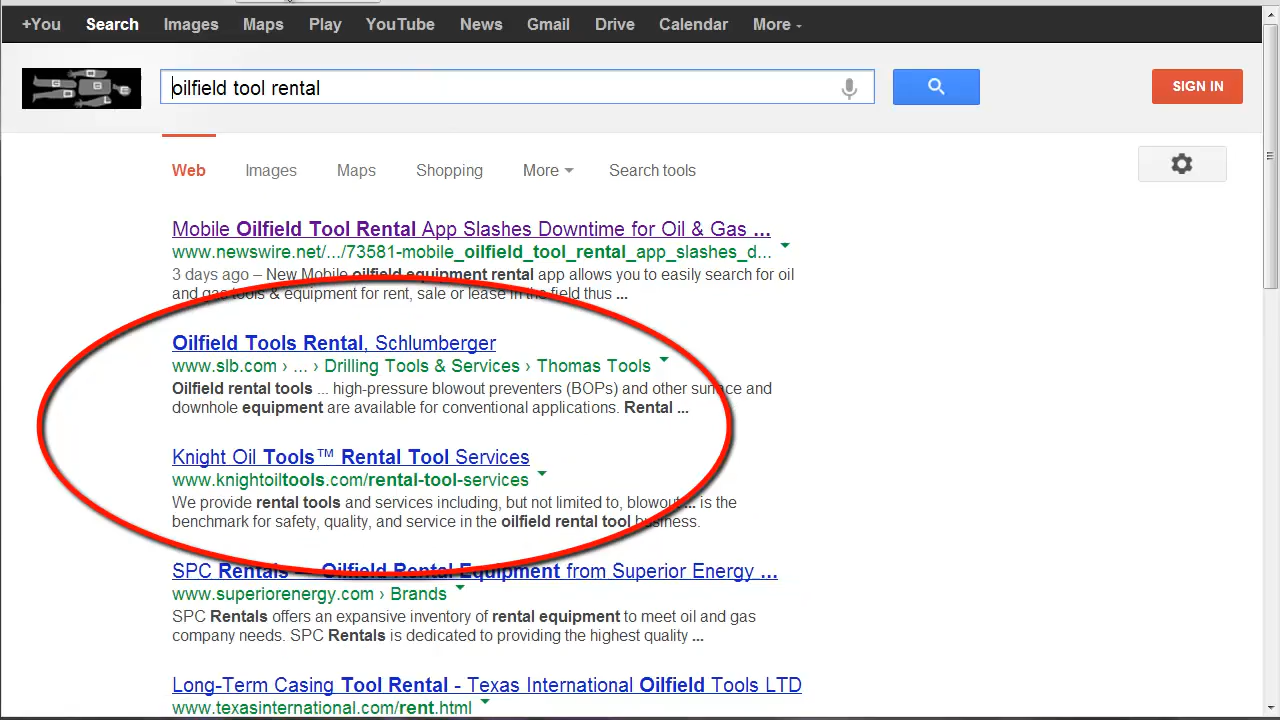 +You Search Images Maps Play YouTube News Gmail Drive Calendar More
oilfield tool rental
SIGN IN
Web Images Maps Shopping More Search tools
Mobile Oilfield Tool Rental App Slashes Downtime for Oil & Gas ...
www.newswire.net/.../73581-mobile_oilfield_tool_rental_app_slashes_d...
3 days ago – New Mobile oilfield equipment rental app allows you to easily search for oil
and gas tools & equipment for rent, sale or lease in the field thus ...
Oilfield Tools Rental, Schlumberger
www.slb.com › ... › Drilling Tools & Services › Thomas Tools
Oilfield rental tools ... high-pressure blowout preventers (BOPs) and other surface and
downhole equipment are available for conventional applications. Rental ...
Knight Oil Tools™ Rental Tool Services
www.knightoiltools.com/rental-tool-services
We provide rental tools and services including, but not limited to, blowout ... is the
benchmark for safety, quality, and service in the oilfield rental tool business.
SPC Rentals – Oilfield Rental Equipment from Superior Energy ...
www.superiorenergy.com › Brands
SPC Rentals offers an expansive inventory of rental equipment to meet oil and gas
company needs. SPC Rentals is dedicated to providing the highest quality ...
Long-Term Casing Tool Rental - Texas International Oilfield Tools LTD
www.texasinternational.com/rent.html